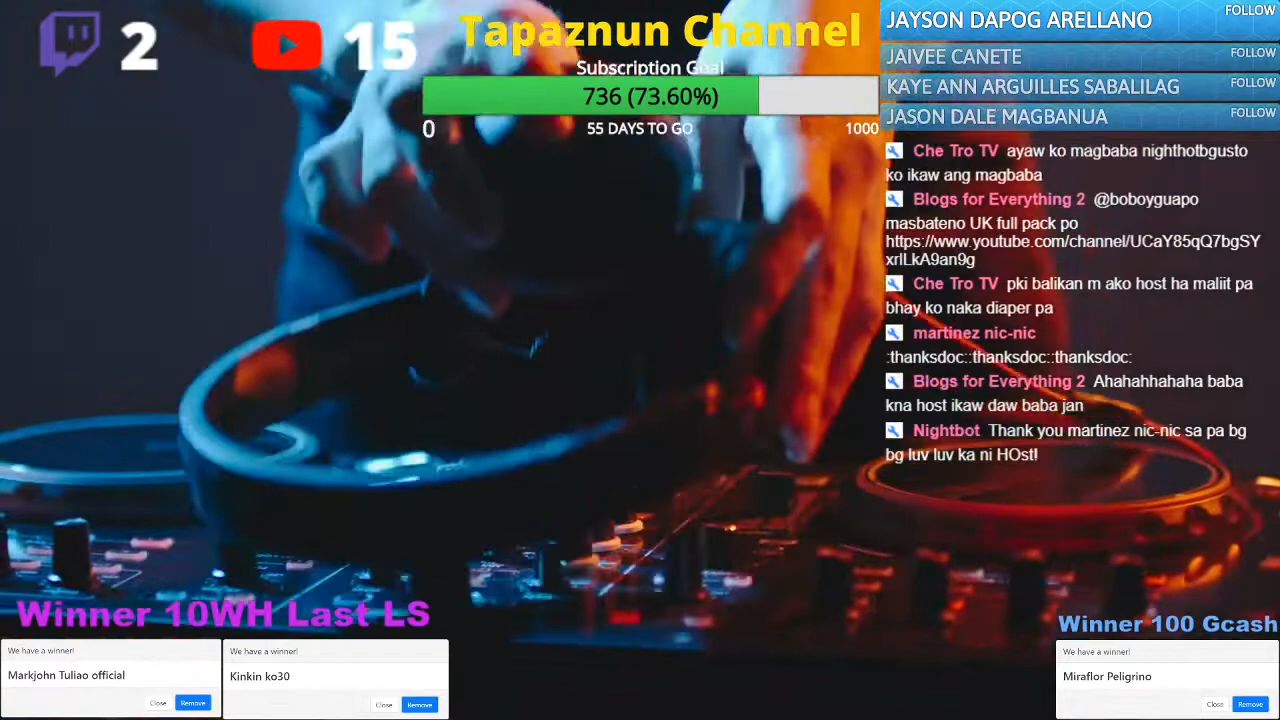 2
15
Tapaznun Channel
Subscription Goal
736 (73.60%)
0
55 DAYS TO GO
1000
JAYSON DAPOG ARELLANO FOLLOW
JAIVEE CANETE FOLLOW
KAYE ANN ARGUILLES SABALILAG FOLLOW
JASON DALE MAGBANUA FOLLOW
Che Tro TV ayaw ko magbaba nighthotbgusto
ko ikaw ang magbaba
Blogs for Everything 2 @boboyguapo
masbateno UK full pack po
https://www.youtube.com/channel/UCaY85qQ7bgSY
xrlLkA9an9g
Che Tro TV pki balikan m ako host ha maliit pa
bhay ko naka diaper pa
martinez nic-nic
:thanksdoc::thanksdoc::thanksdoc:
Blogs for Everything 2 Ahahahhahaha baba
kna host ikaw daw baba jan
Nightbot Thank you martinez nic-nic sa pa bg
bg luv luv ka ni HOst!
Winner 10WH Last LS
We have a winner!
Markjohn Tuliao official
Close Remove
We have a winner!
Kinkin ko30
Close Remove
Winner 100 Gcash
We have a winner!
Miraflor Peligrino
Close Remove